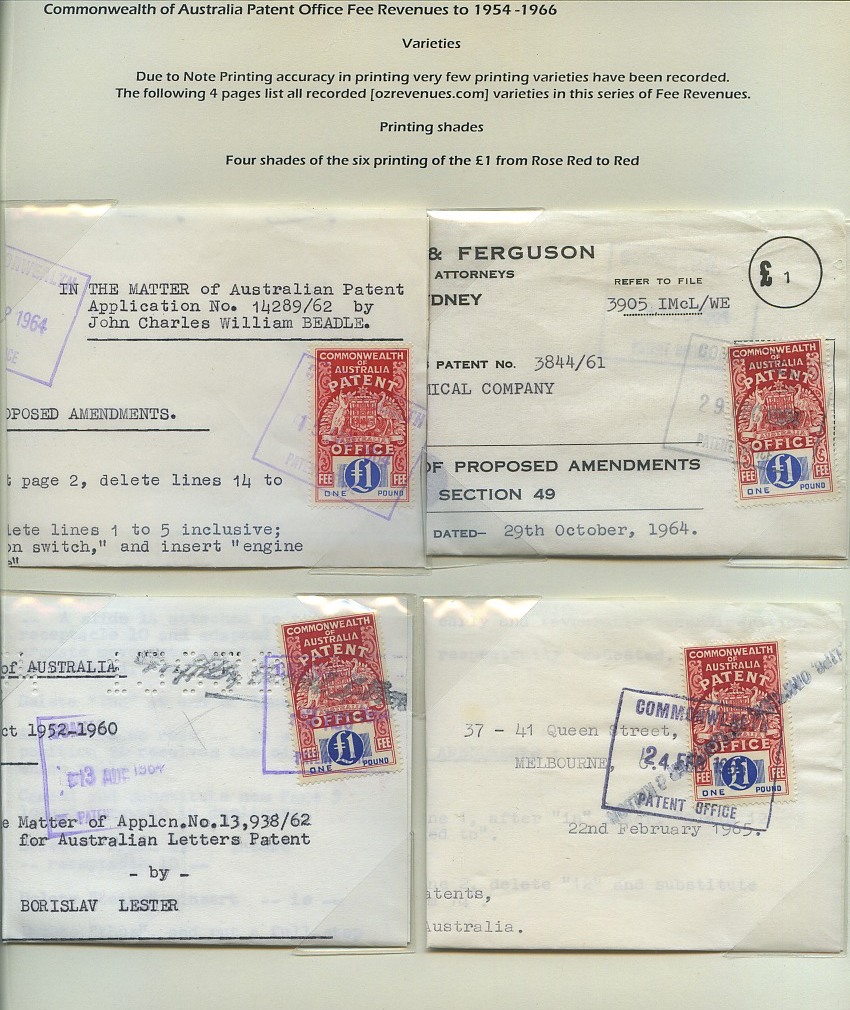 Commonwealth of Australia Patent Office Fee Revenues to 1954 -1966
Varieties
Due to Note Printing accuracy in printing very few printing varieties have been recorded.
The following 4 pages list all recorded [ozrevenues.com] varieties in this series of Fee Revenues.
Printing shades
Four shades of the six printing of the £1 from Rose Red to Red
IN THE MATTER of Australian Patent
Application No. 14289/62 by
John Charles William BEADLE.
1964
OPOSED AMENDMENTS.
page 2, delete lines 14 to
lete lines 1 to 5 inclusive;
on switch," and insert "engine
COMMONWEALTH
OF
AUSTRALIA
PATENT
AUSTRALIA
OFFICE
FEE £1 FEE
ONE POUND
& FERGUSON
ATTORNEYS
DNEY
REFER TO FILE
3905 IMcL/WE
£ 1
PATENT No. 3844/61
ICAL COMPANY
OF PROPOSED AMENDMENTS
SECTION 49
DATED— 29th October, 1964.
29
COMMONWEALTH
OF
AUSTRALIA
PATENT
OFFICE
FEE £1 FEE
ONE POUND
of AUSTRALIA
ct 1952-1960
13 AUG 1964
e Matter of Applcn.No.13,938/62
for Australian Letters Patent
- by -
BORISLAV LESTER
COMMONWEALTH
OF
AUSTRALIA
PATENT
OFFICE
FEE £1 FEE
ONE POUND
37 - 41 Queen Street,
MELBOURNE,
22nd February 1965.
COMMONWEALTH
24 FEB
PATENT OFFICE
atents,
Australia.
COMMONWEALTH
OF
AUSTRALIA
PATENT
OFFICE
£1 FEE
ONE POUND